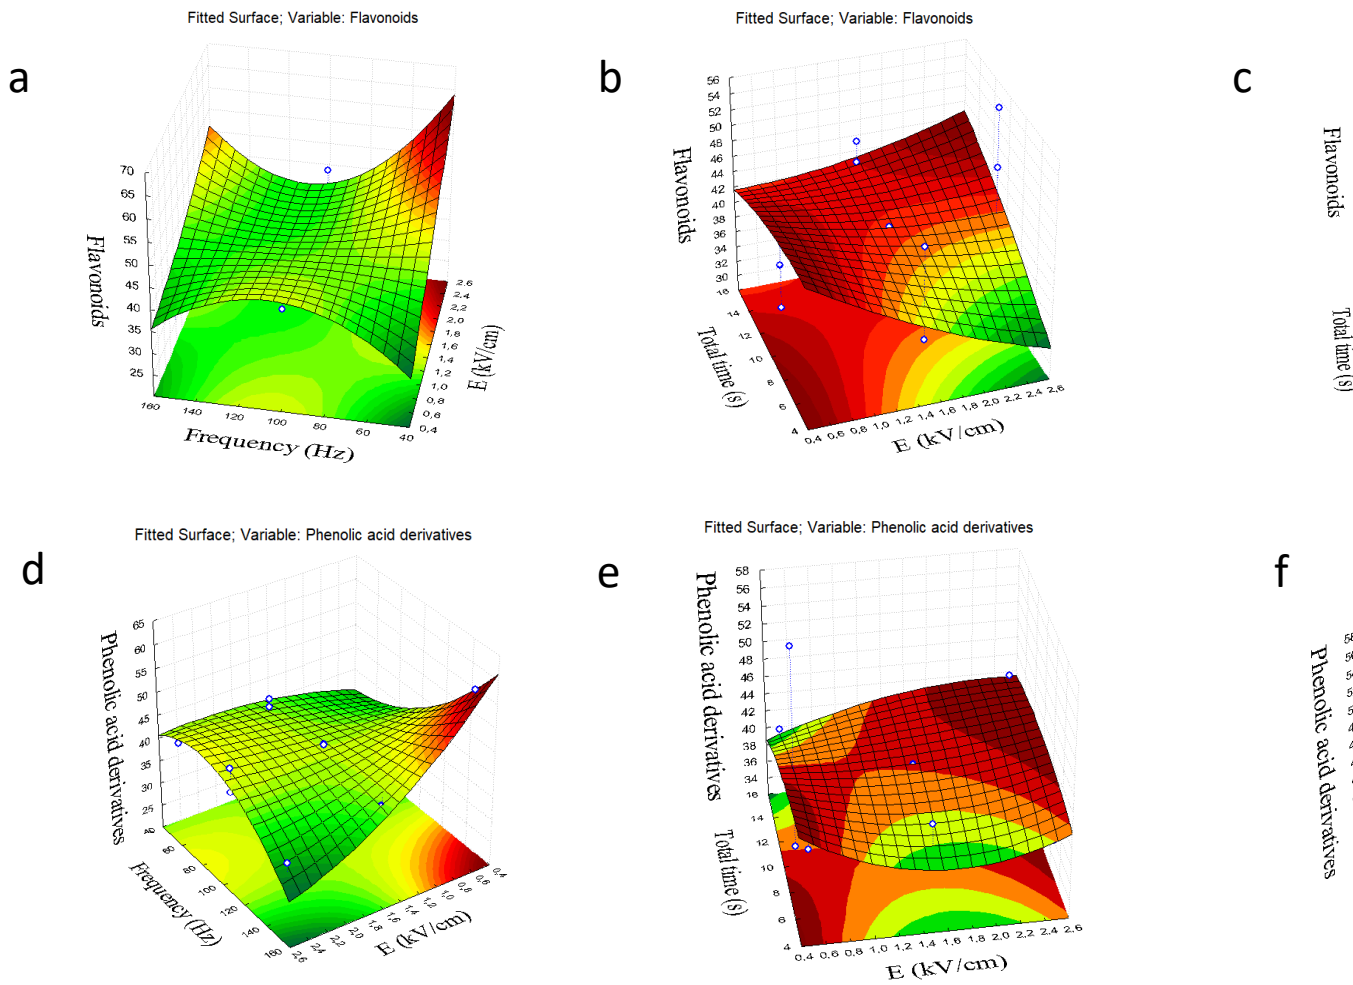 Fitted Surface; Variable: Flavonoids
a
Flavonoids
70
65
60
55
50
45
40
35
30
25
160 140 120 100 80 60 40
Frequency (Hz)
2,6
2,4
2,2
2,0
1,8
1,6
1,4
1,2
1,0
0,8
0,6
0,4
E (kV/cm)
Fitted Surface; Variable: Flavonoids
b
Flavonoids
56
54
52
50
48
46
44
42
40
38
36
34
32
30
16
14
12
10
8
6
4
Total time (s)
0,4 0,6 0,8 1,0 1,2 1,4 1,6 1,8 2,0 2,2 2,4 2,6
E (kV/cm)
c
Flavonoids
Total time (s)
Fitted Surface; Variable: Phenolic acid derivatives
d
Phenolic acid derivatives
65
60
55
50
45
40
35
30
25
40
60
80
100
120
140
160
Frequency (Hz)
2,6 2,4 2,2 2,0 1,8 1,6 1,4 1,2 1,0 0,8 0,6 0,4
E (kV/cm)
Fitted Surface; Variable: Phenolic acid derivatives
e
Phenolic acid derivatives
58
56
54
52
50
48
46
44
42
40
38
36
34
16
14
12
10
8
6
4
Total time (s)
0,4 0,6 0,8 1,0 1,2 1,4 1,6 1,8 2,0 2,2 2,4 2,6
E (kV/cm)
f
Phenolic acid derivatives